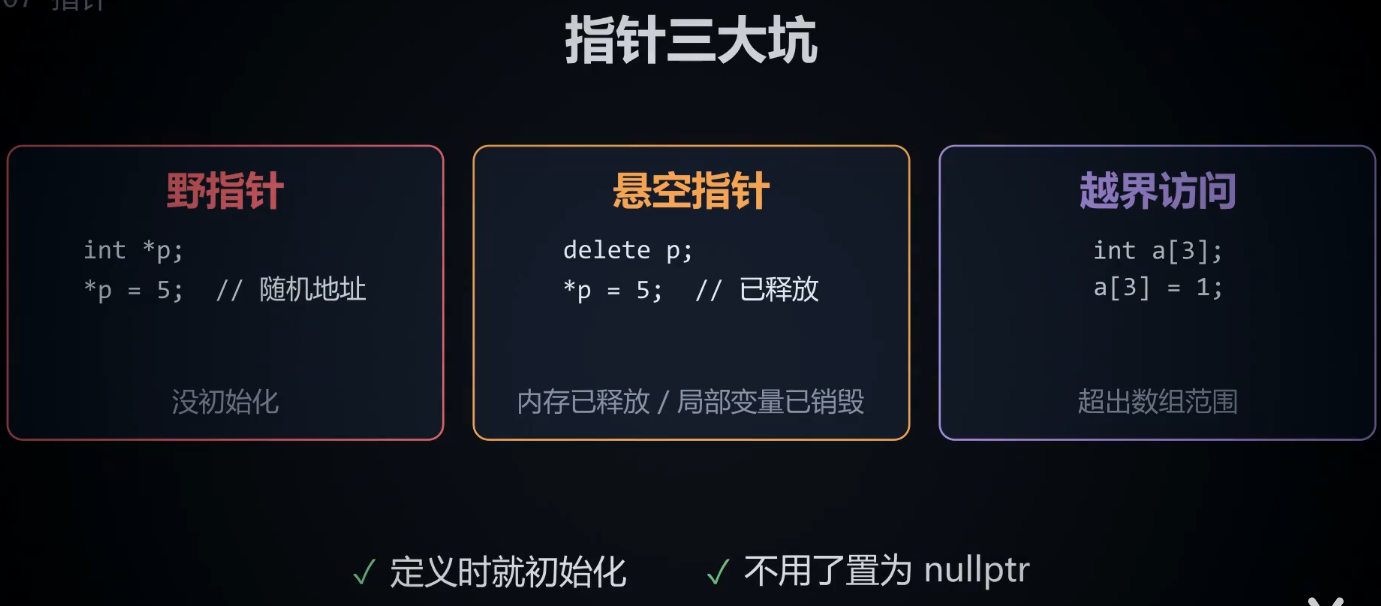 07 指针
指针三大坑
野指针
int *p;
*p = 5; // 随机地址
没初始化
悬空指针
delete p;
*p = 5; // 已释放
内存已释放 / 局部变量已销毁
越界访问
int a[3];
a[3] = 1;
超出数组范围
✓ 定义时就初始化 ✓ 不用了置为 nullptr